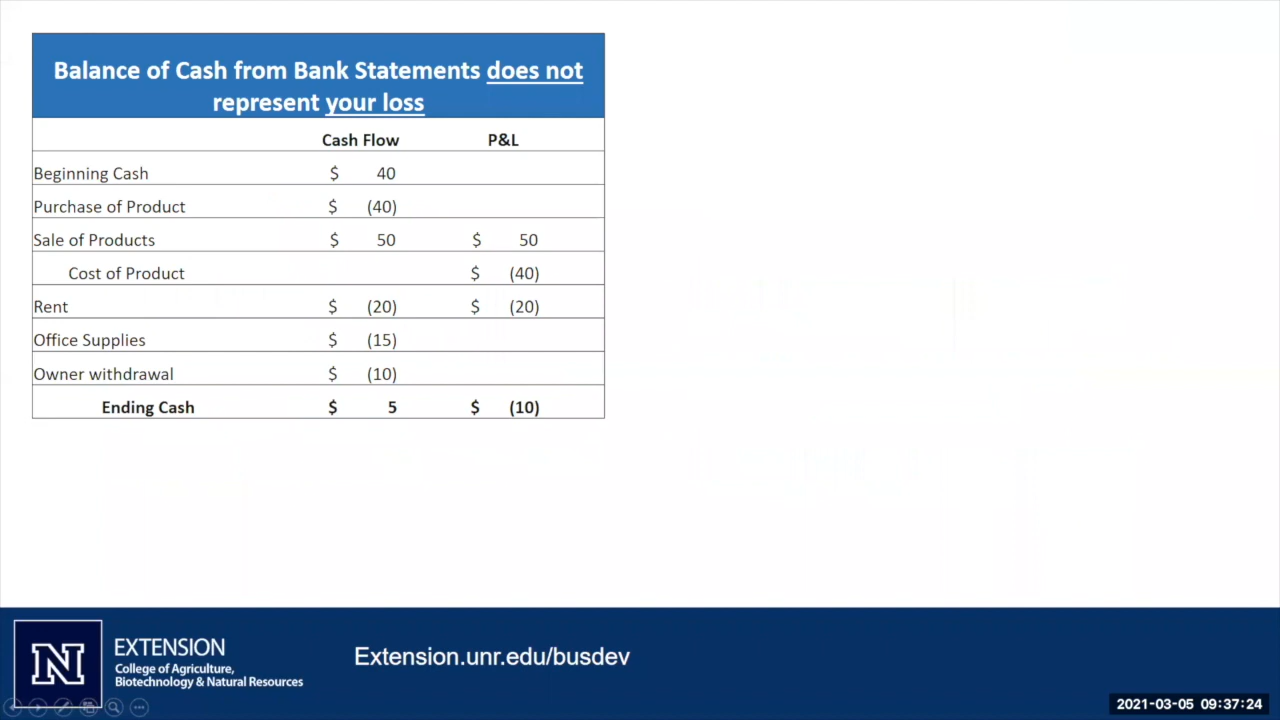 Balance of Cash from Bank Statements does not
represent your loss
Cash Flow P&L
Beginning Cash $ 40
Purchase of Product $ (40)
Sale of Products $ 50 $ 50
Cost of Product $ (40)
Rent $ (20) $ (20)
Office Supplies $ (15)
Owner withdrawal $ (10)
Ending Cash $ 5 $ (10)
N
EXTENSION
College of Agriculture,
Biotechnology & Natural Resources
Extension.unr.edu/busdev
2021-03-05 09:37:24